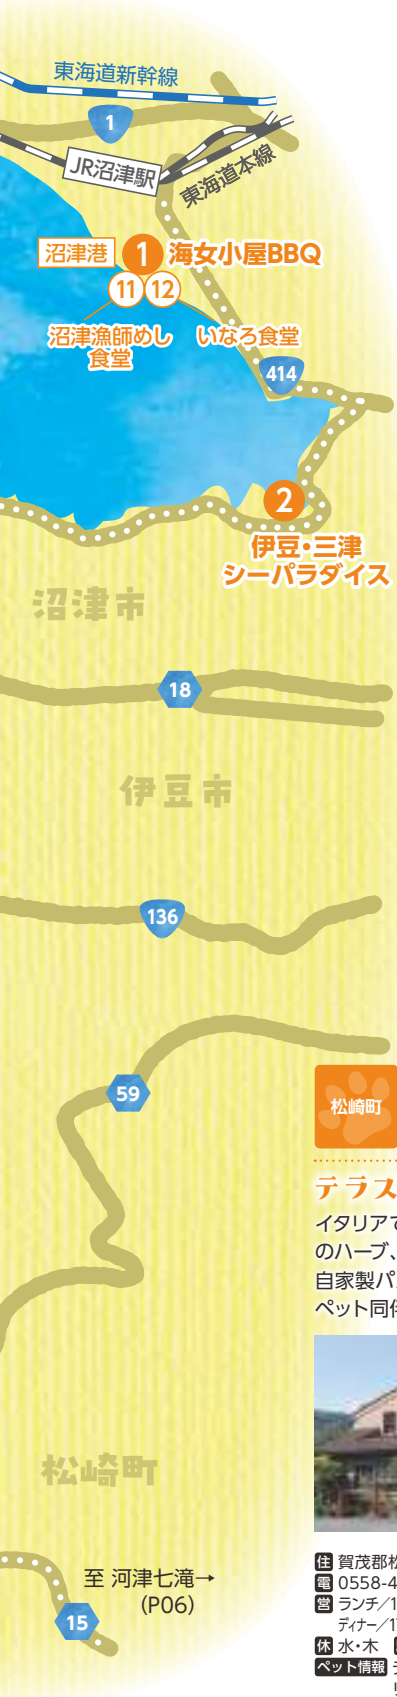 東海道新幹線
1
JR沼津駅
東海道本線
沼津港
1 海女小屋BBQ
11 12
沼津漁師めし
食堂
いなろ食堂
414
2
伊豆・三津
シーパラダイス
沼津市
18
伊豆市
136
59
松崎町
テラス
イタリアで
のハーブ、
自家製パ
ペット同伴
松崎町
住 賀茂郡松
電 0558-4
営 ランチ/1
ディナー/1
休 水・木
ペット情報
至 河津七滝→
(P06)
15